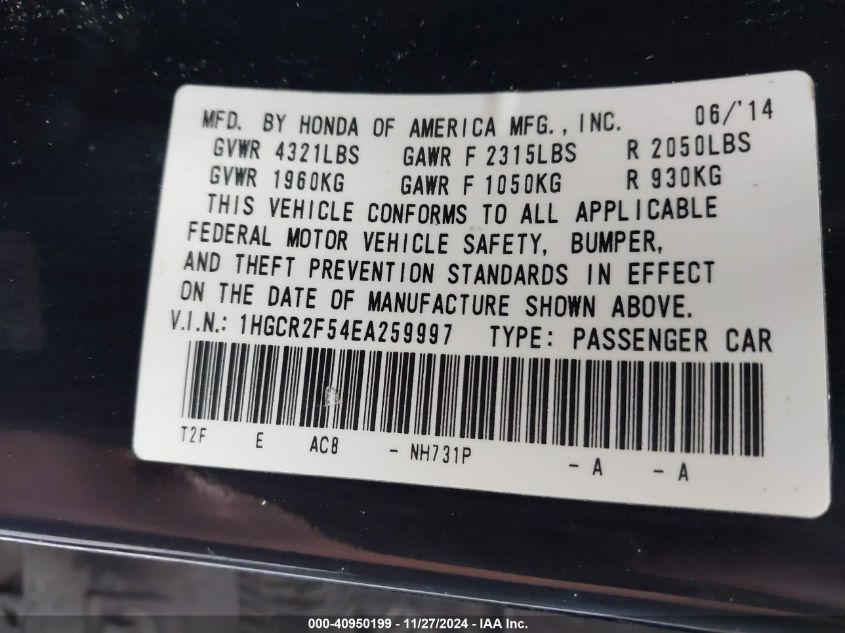 MFD. BY HONDA OF AMERICA MFG., INC. 06/'14
GVWR 4321LBS GAWR F 2315LBS R 2050LBS
GVWR 1960KG GAWR F 1050KG R 930KG
THIS VEHICLE CONFORMS TO ALL APPLICABLE
FEDERAL MOTOR VEHICLE SAFETY, BUMPER,
AND THEFT PREVENTION STANDARDS IN EFFECT
ON THE DATE OF MANUFACTURE SHOWN ABOVE.
V.I.N.: 1HGCR2F54EA259997 TYPE: PASSENGER CAR
T2F E AC8 - NH731P - A - A
000-40950199 - 11/27/2024 - IAA Inc.